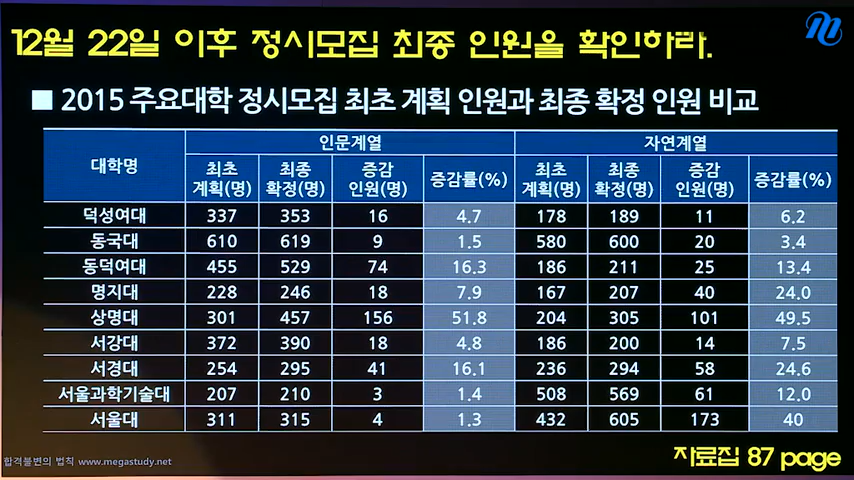 12월 22일 이후 정시모집 최종 인원을 확인하라.
■ 2015 주요대학 정시모집 최초 계획 인원과 최종 확정 인원 비교
대학명 인문계열 자연계열
최초 계획(명) 최종 확정(명) 증감 인원(명) 증감률(%) 최초 계획(명) 최종 확정(명) 증감 인원(명) 증감률(%)
덕성여대 337 353 16 4.7 178 189 11 6.2
동국대 610 619 9 1.5 580 600 20 3.4
동덕여대 455 529 74 16.3 186 211 25 13.4
명지대 228 246 18 7.9 167 207 40 24.0
상명대 301 457 156 51.8 204 305 101 49.5
서강대 372 390 18 4.8 186 200 14 7.5
서경대 254 295 41 16.1 236 294 58 24.6
서울과학기술대 207 210 3 1.4 508 569 61 12.0
서울대 311 315 4 1.3 432 605 173 40
자료집 87 page
합격불변의 법칙 www.megastudy.net